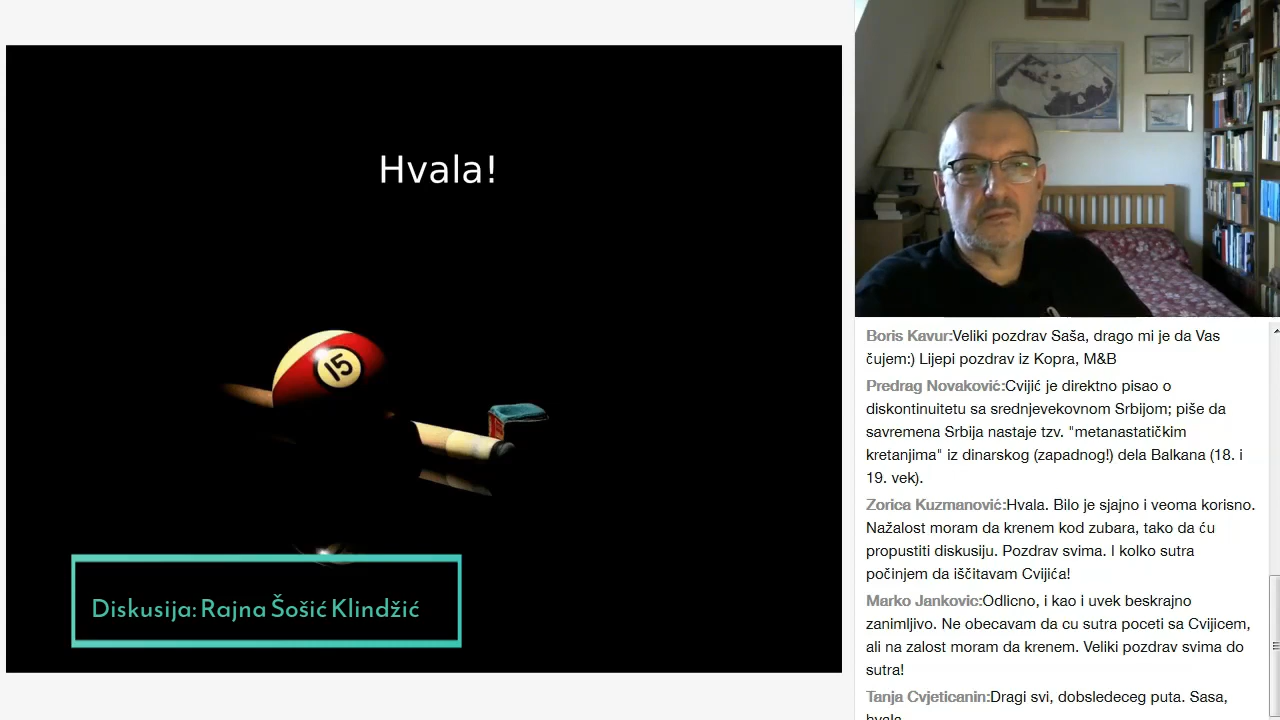 Hvala!
15
Diskusija: Rajna Šošić Klindžić
Boris Kavur:Veliki pozdrav Saša, drago mi je da Vas
čujem:) Lijepi pozdrav iz Kopra, M&B
Predrag Novaković:Cvijić je direktno pisao o
diskontinuitetu sa srednjevekovnom Srbijom; piše da
savremena Srbija nastaje tzv. "metanastatičkim
kretanjima" iz dinarskog (zapadnog!) dela Balkana (18. i
19. vek).
Zorica Kuzmanović:Hvala. Bilo je sjajno i veoma korisno.
Nažalost moram da krenem kod zubara, tako da ću
propustiti diskusiju. Pozdrav svima. I kolko sutra
počinjem da iščitavam Cvijića!
Marko Jankovic:Odlicno, i kao i uvek beskrajno
zanimljivo. Ne obecavam da cu sutra poceti sa Cvijicem,
ali na zalost moram da krenem. Veliki pozdrav svima do
sutra!
Tanja Cvjeticanin:Dragi svi, dobsledeceg puta. Sasa,
hvala